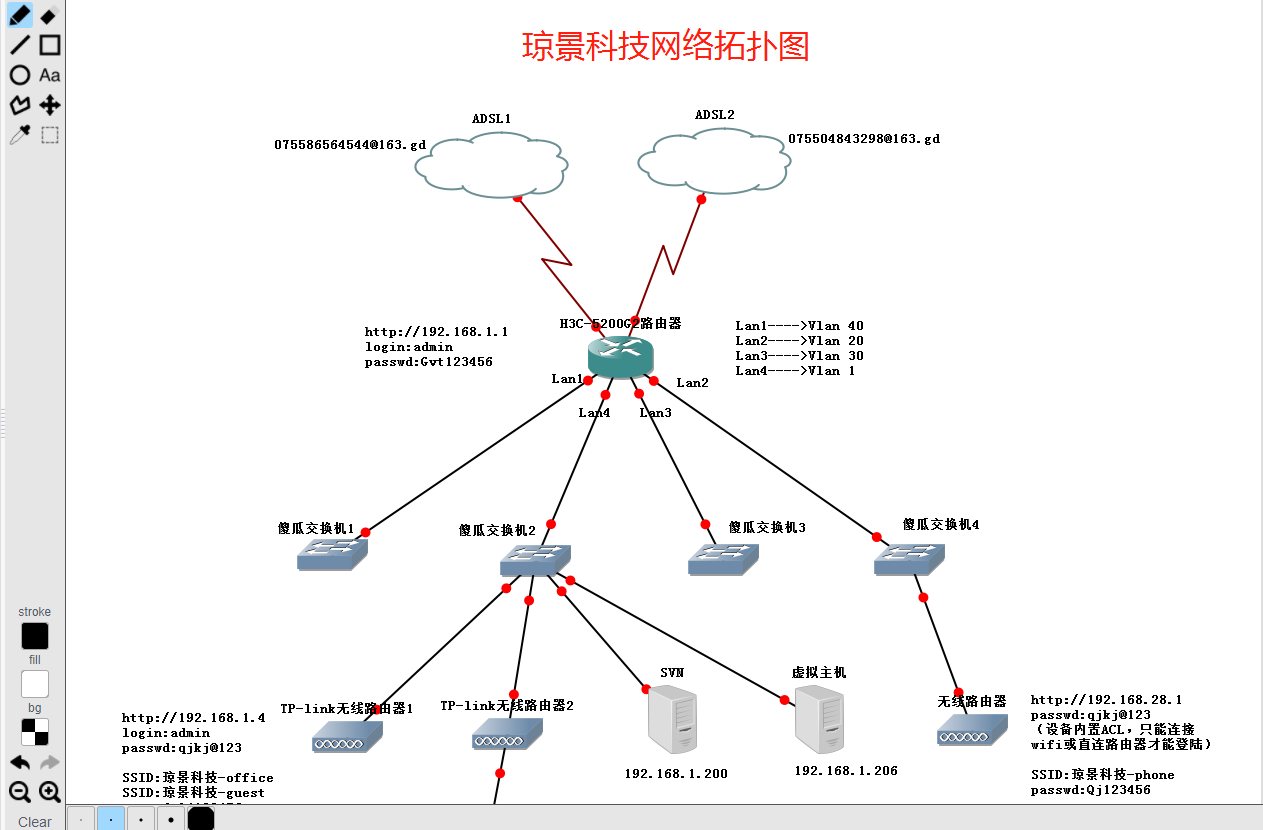 Aa
琼景科技网络拓扑图
ADSL1
ADSL2
075586564544@163.gd
075504843298@163.gd
H3C-5200G2路由器
http://192.168.1.1
login:admin
passwd:Gvt123456
Lan1---->Vlan 40
Lan2---->Vlan 20
Lan3---->Vlan 30
Lan4---->Vlan 1
Lan1
Lan2
Lan4
Lan3
傻瓜交换机1
傻瓜交换机2
傻瓜交换机3
傻瓜交换机4
stroke
fill
bg
SVN
虚拟主机
TP-link无线路由器1
TP-link无线路由器2
无线路由器
http://192.168.1.4
login:admin
passwd:qjkj@123
SSID:琼景科技-office
SSID:琼景科技-guest
192.168.1.200
192.168.1.206
http://192.168.28.1
passwd:qjkj@123
（设备内置ACL，只能连接
wifi或直连路由器才能登陆）
SSID:琼景科技-phone
passwd:Qj123456
Clear